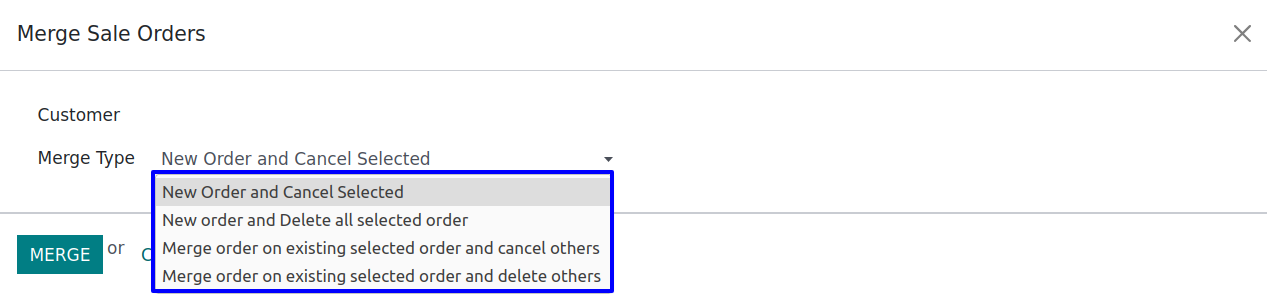 Merge Sale Orders
Customer
Merge Type New Order and Cancel Selected
New Order and Cancel Selected
New order and Delete all selected order
Merge order on existing selected order and cancel others
Merge order on existing selected order and delete others
MERGE or